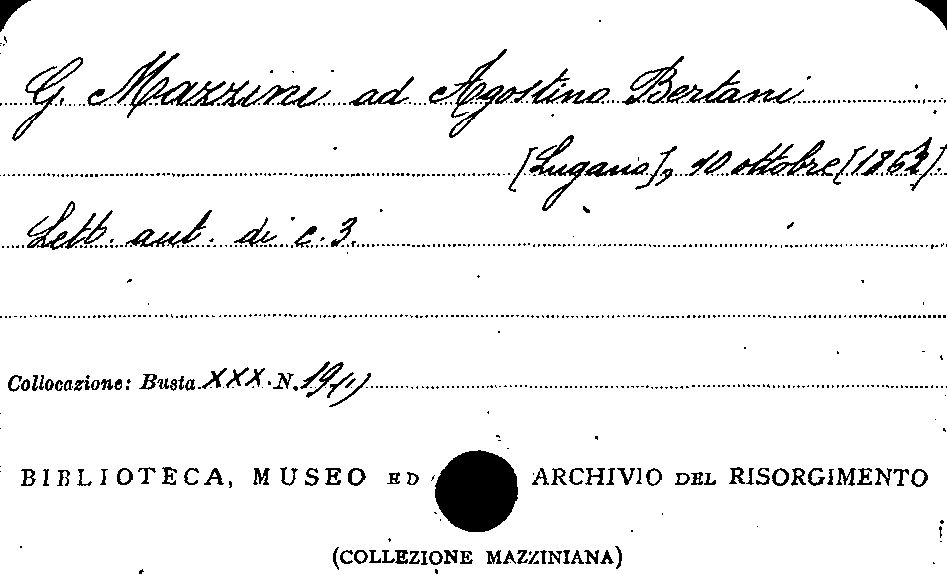 G. Mazzini ad Agostino Bertani
[Lugano], 10 ottobre [1862].
Lett. aut. di c. 3.
Collocazione: Busta XXX. N. 19(1)
BIBLIOTECA, MUSEO ED ARCHIVIO DEL RISORGIMENTO
(COLLEZIONE MAZZINIANA)